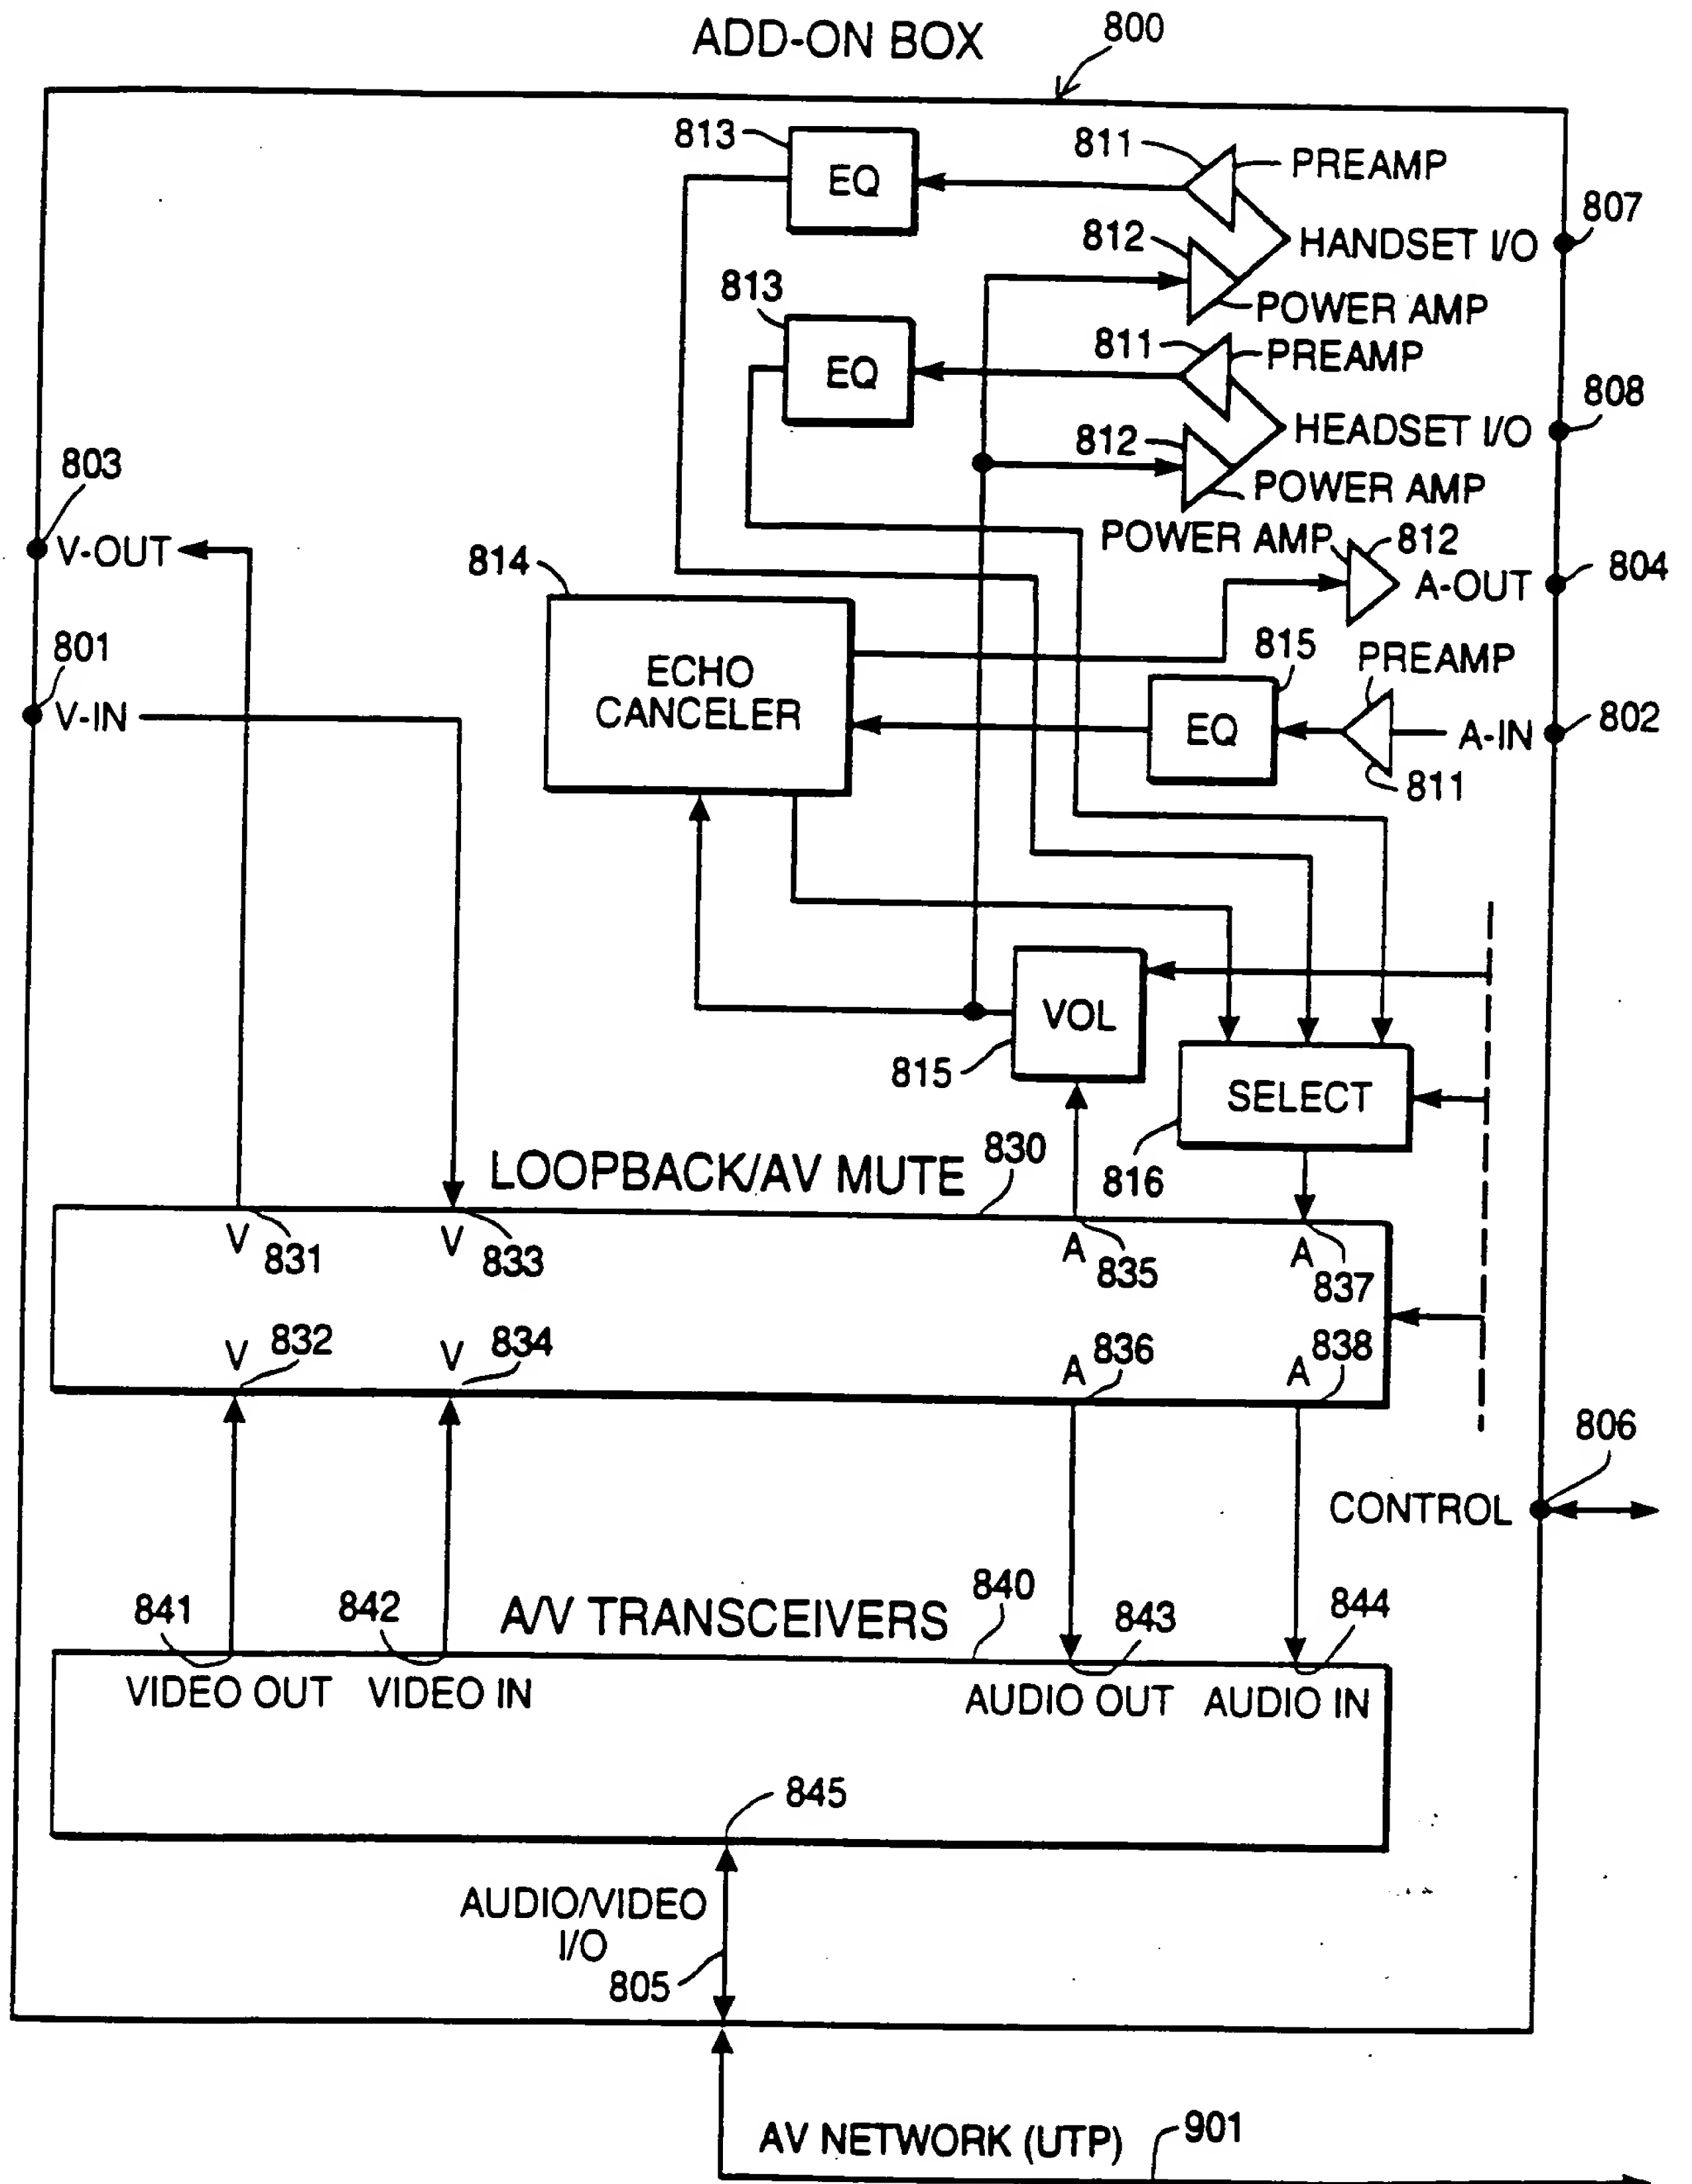 ADD-ON BOX
800
813
EQ
811
PREAMP
807
812
HANDSET I/O
813
POWER AMP
EQ
811
PREAMP
808
812
HEADSET I/O
803
POWER AMP
V-OUT
814
POWER AMP
812
A-OUT
804
801
ECHO
CANCELER
815
PREAMP
V-IN
EQ
A-IN
802
811
VOL
815
SELECT
816
LOOPBACK/AV MUTE
830
V
831
V
833
A
835
A
837
V
832
V
834
A
836
A
838
806
CONTROL
841
842
A/V TRANSCEIVERS
840
843
844
VIDEO OUT
VIDEO IN
AUDIO OUT
AUDIO IN
845
AUDIO/VIDEO
I/O
805
AV NETWORK (UTP)
901